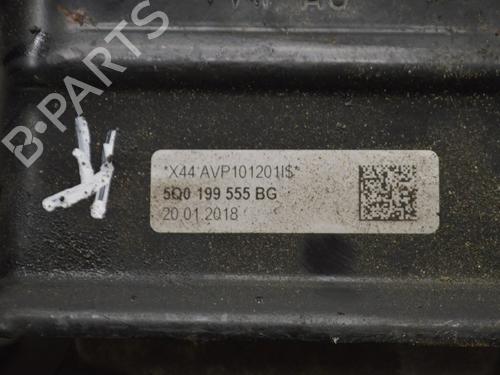 B-PARTS
*X44 AVP101201I$*
5Q0 199 555 BG
20.01.2018